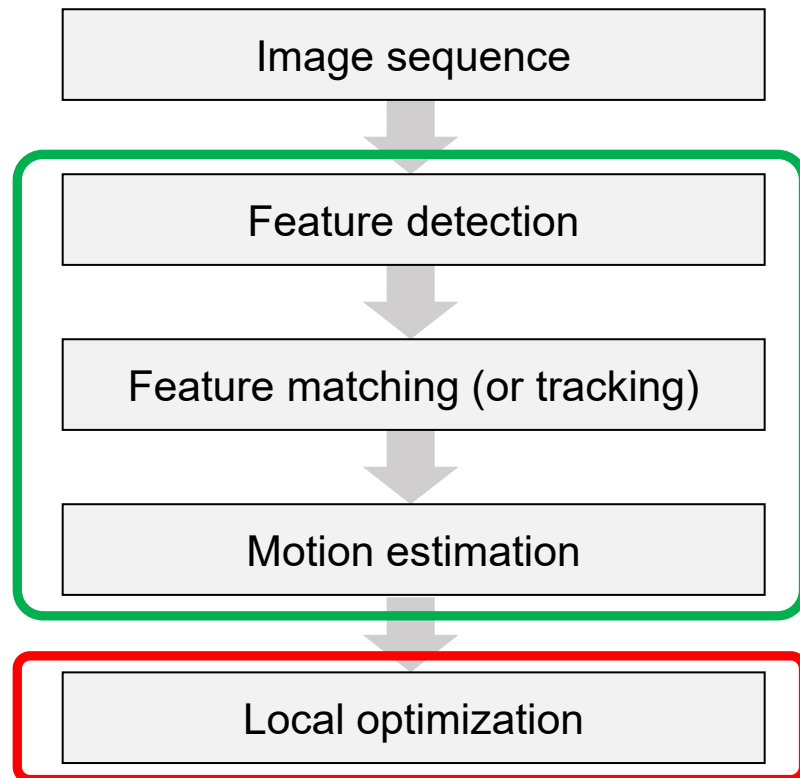 Image sequence
Feature detection
Feature matching (or tracking)
Motion estimation
Local optimization